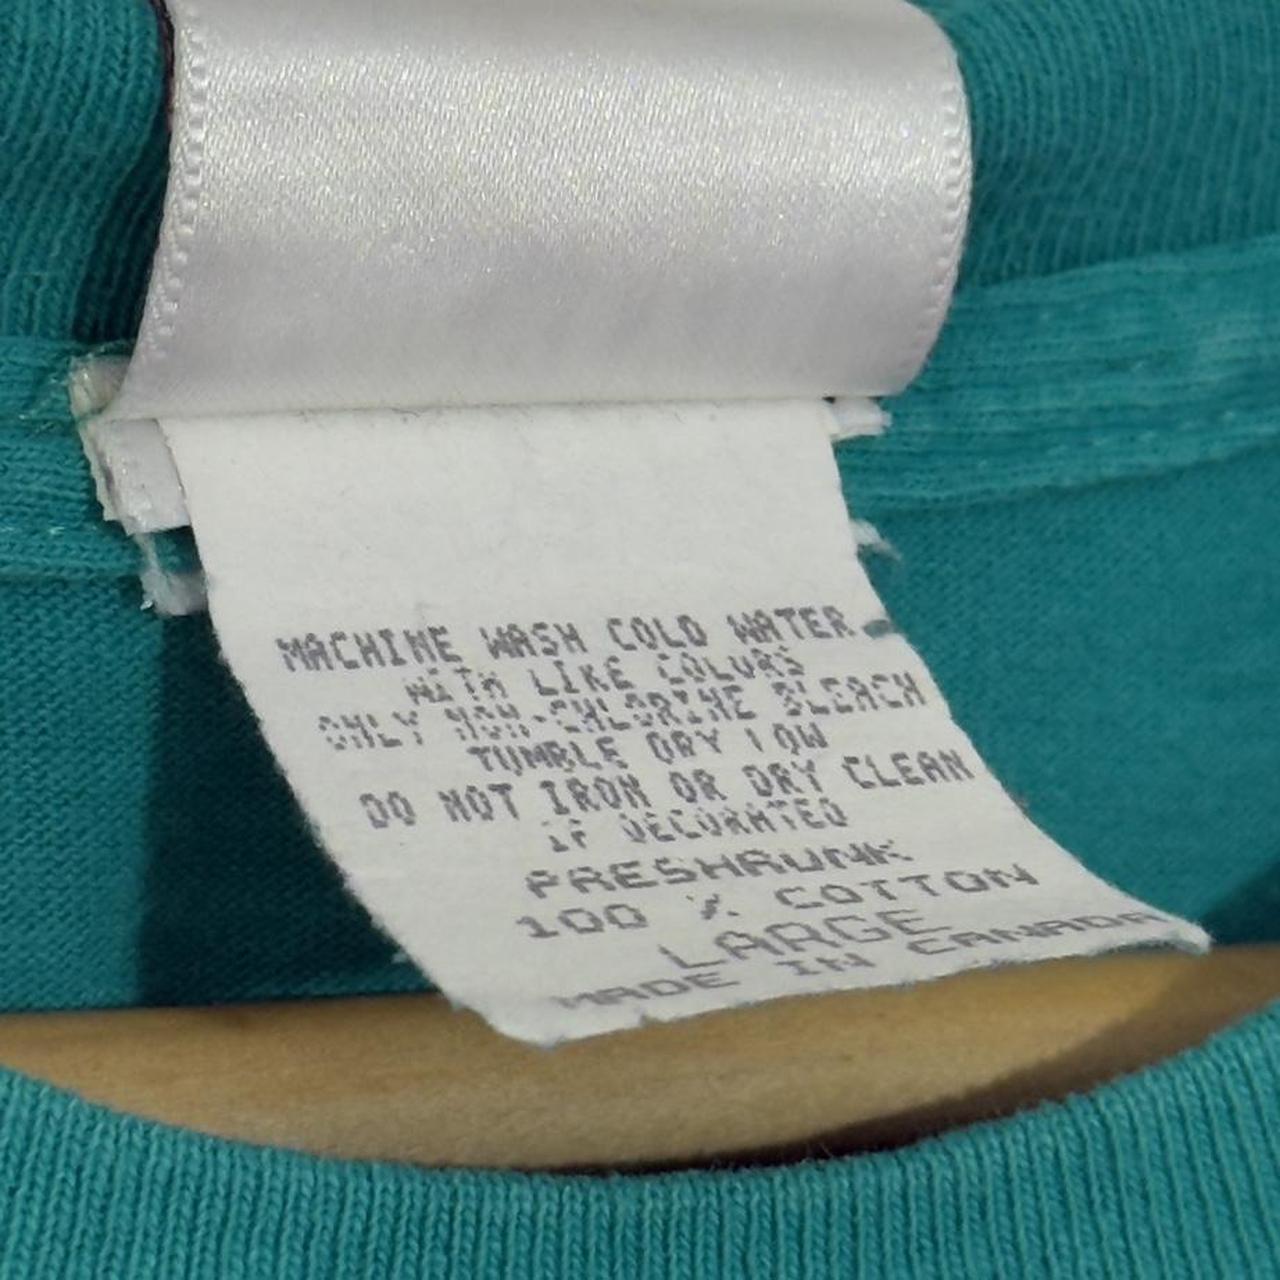 MACHINE WASH COLD WATER
WITH LIKE COLORS
ONLY NON-CHLORINE BLEACH
TUMBLE DRY LOW
DO NOT IRON OR DRY CLEAN
IF DECORATED
PRESHRUNK
100 % COTTON
LARGE
MADE IN CANADA